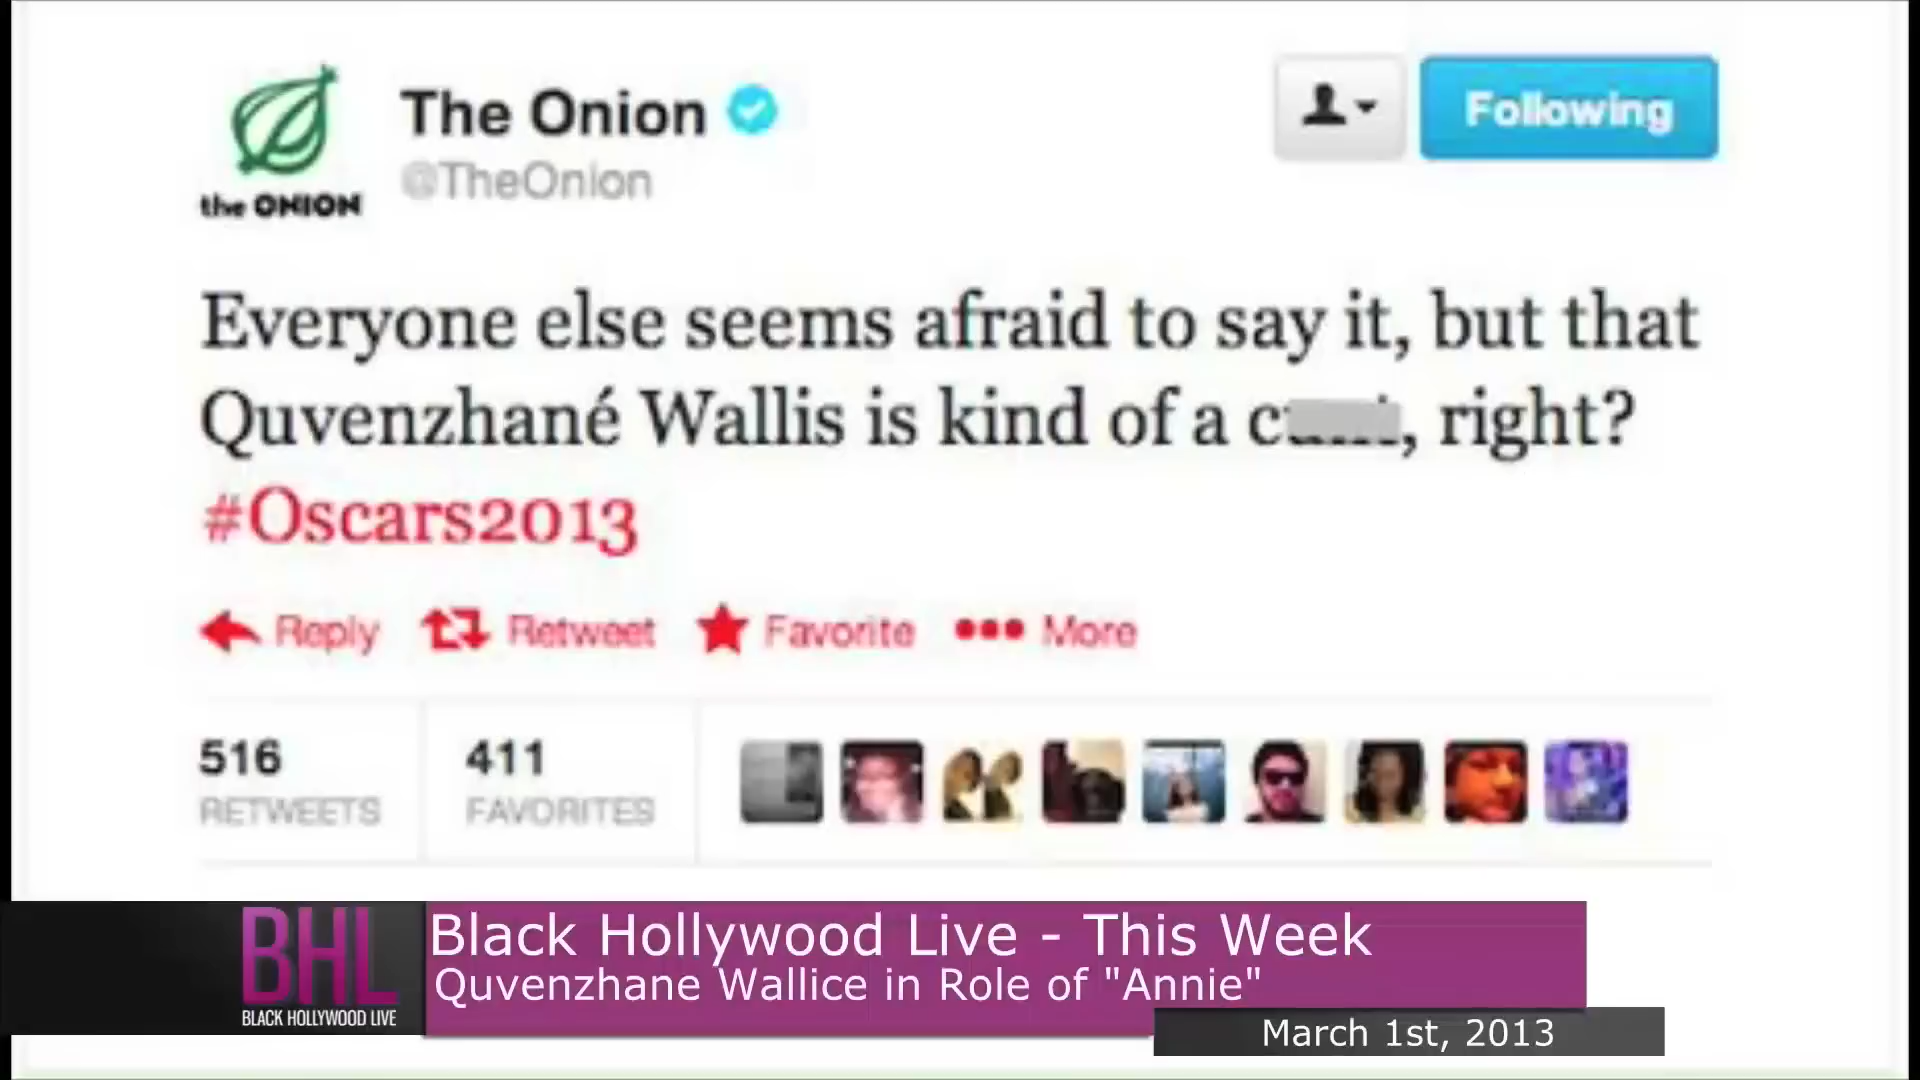 The Onion
@TheOnion
the ONION
Following
Everyone else seems afraid to say it, but that
Quvenzhané Wallis is kind of a c, right?
#Oscars2013
Reply Retweet Favorite More
516 RETWEETS
411 FAVORITES
BHL
BLACK HOLLYWOOD LIVE
Black Hollywood Live - This Week
Quvenzhane Wallice in Role of "Annie"
March 1st, 2013